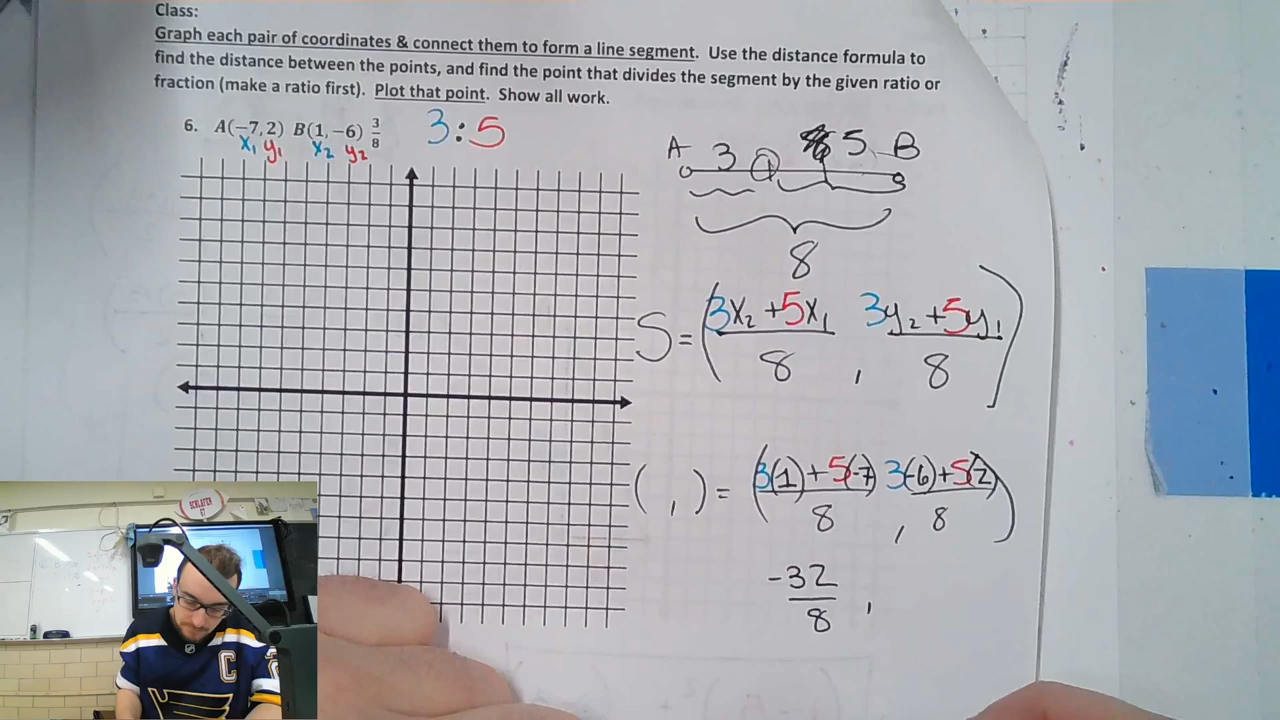 Class:
Graph each pair of coordinates & connect them to form a line segment. Use the distance formula to
find the distance between the points, and find the point that divides the segment by the given ratio or
fraction (make a ratio first). Plot that point. Show all work.
6. A(−7, 2) B(1, −6) 3/8 3:5
x₁ y₁ x₂ y₂
A 3 5 B
8
S = (3x₂ + 5x₁ / 8 , 3y₂ + 5y₁ / 8)
( , ) = (3(1) + 5(-7) / 8 , 3(-6) + 5(2) / 8)
-32 / 8 ,
SCHLATER
67
C